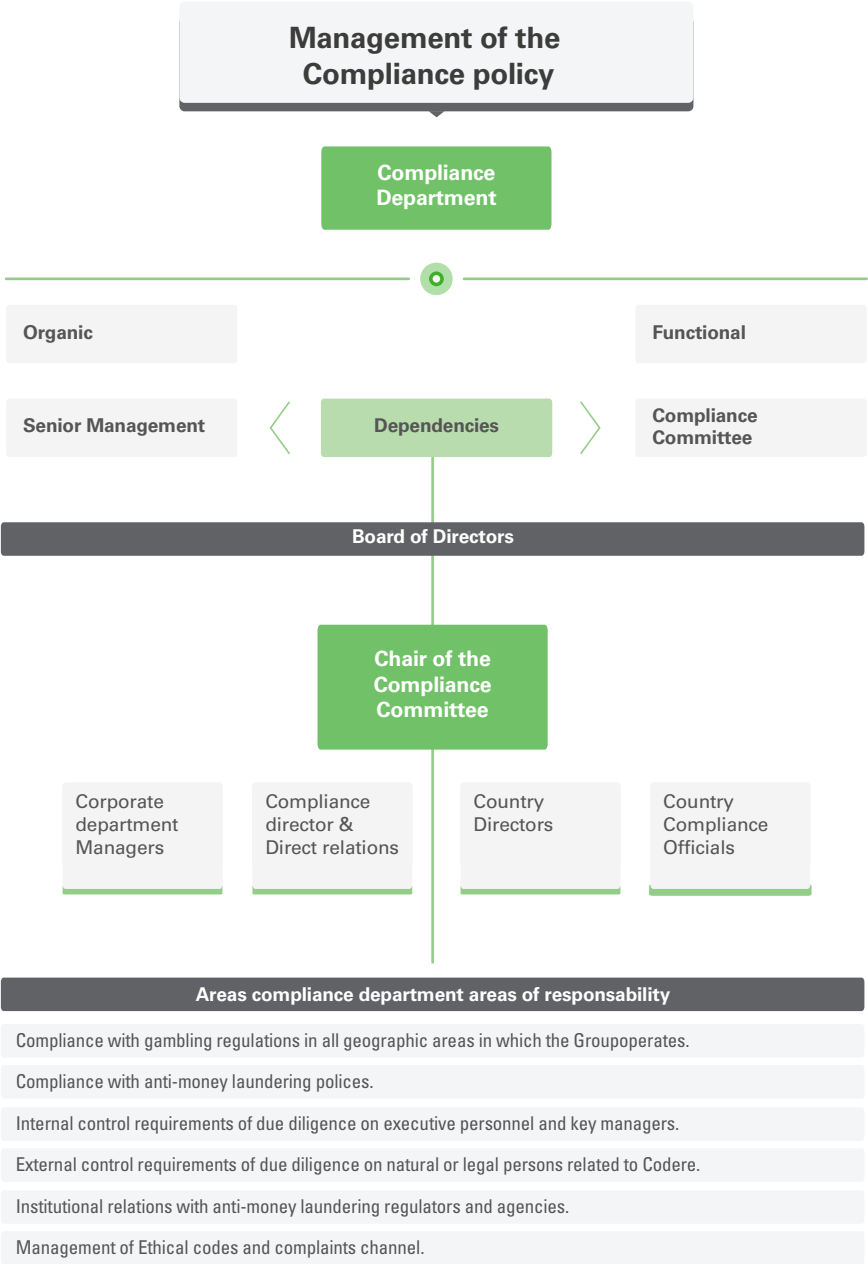 Management of the
Compliance policy
Compliance
Department
Organic
Functional
Senior Management
Dependencies
Compliance
Committee
Board of Directors
Chair of the
Compliance
Committee
Corporate
department
Managers
Compliance
director &
Direct relations
Country
Directors
Country
Compliance
Officials
Areas compliance department areas of responsability
Compliance with gambling regulations in all geographic areas in which the Groupoperates.
Compliance with anti-money laundering polices.
Internal control requirements of due diligence on executive personnel and key managers.
External control requirements of due diligence on natural or legal persons related to Codere.
Institutional relations with anti-money laundering regulators and agencies.
Management of Ethical codes and complaints channel.